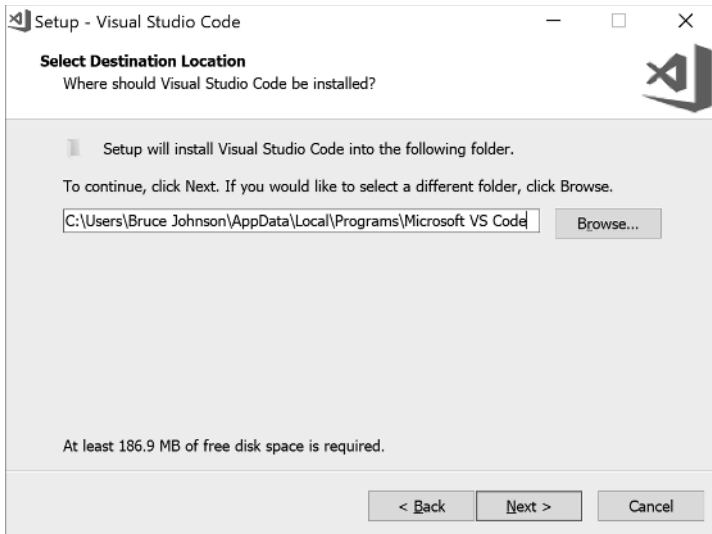 Setup - Visual Studio Code
Select Destination Location
Where should Visual Studio Code be installed?
Setup will install Visual Studio Code into the following folder.
To continue, click Next. If you would like to select a different folder, click Browse.
C:\Users\Bruce Johnson\AppData\Local\Programs\Microsoft VS Code
Browse...
At least 186.9 MB of free disk space is required.
< Back Next > Cancel